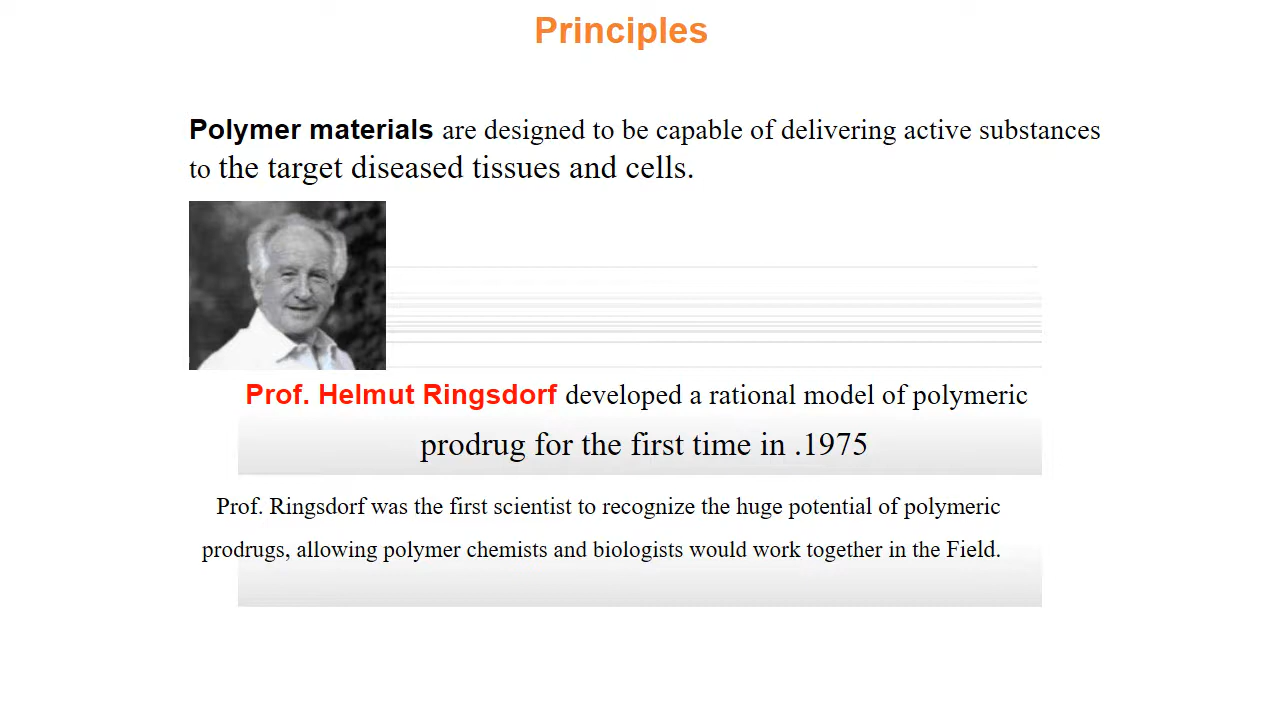 Principles
Polymer materials are designed to be capable of delivering active substances
to the target diseased tissues and cells.
Prof. Helmut Ringsdorf developed a rational model of polymeric
prodrug for the first time in .1975
Prof. Ringsdorf was the first scientist to recognize the huge potential of polymeric
prodrugs, allowing polymer chemists and biologists would work together in the Field.